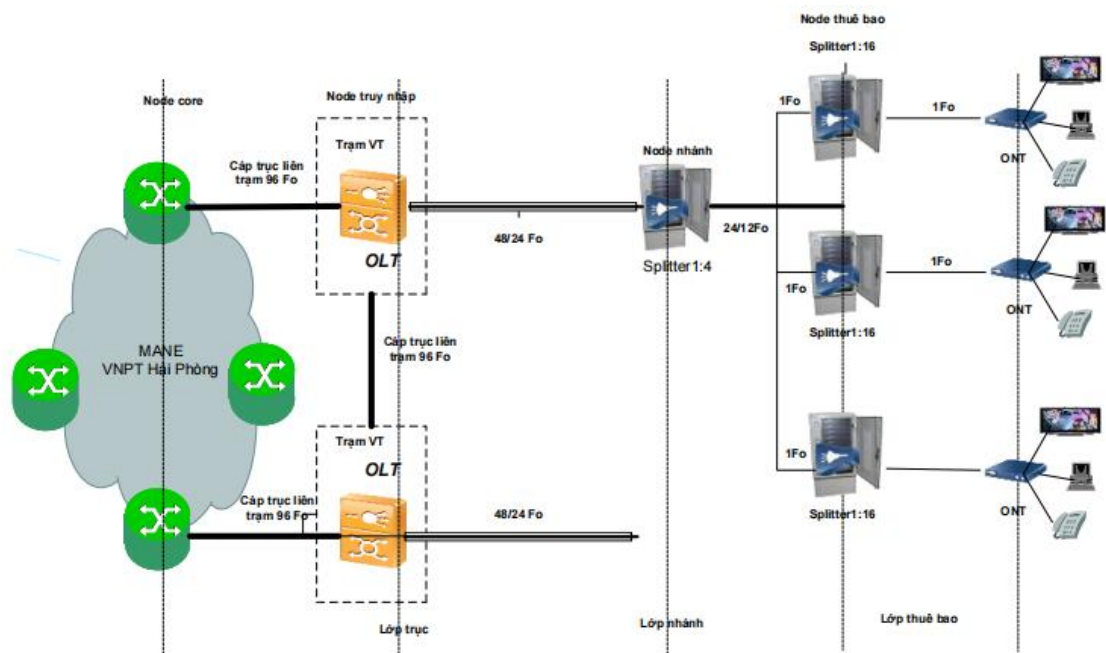 Node thuê bao
Splitter1:16
Node core
Node truy nhập
1Fo
1Fo
Trạm VT
Node nhánh
ONT
Cáp trục liên
trạm 96 Fo
48/24 Fo
24/12Fo
OLT
Splitter1:4
1Fo
1Fo
ONT
Splitter1:16
Cáp trục liên
trạm 96 Fo
MANE
VNPT Hải Phòng
Trạm VT
OLT
1Fo
Cáp trục liên
trạm 96 Fo
48/24 Fo
Splitter1:16
ONT
Lớp trục
Lớp nhánh
Lớp thuê bao